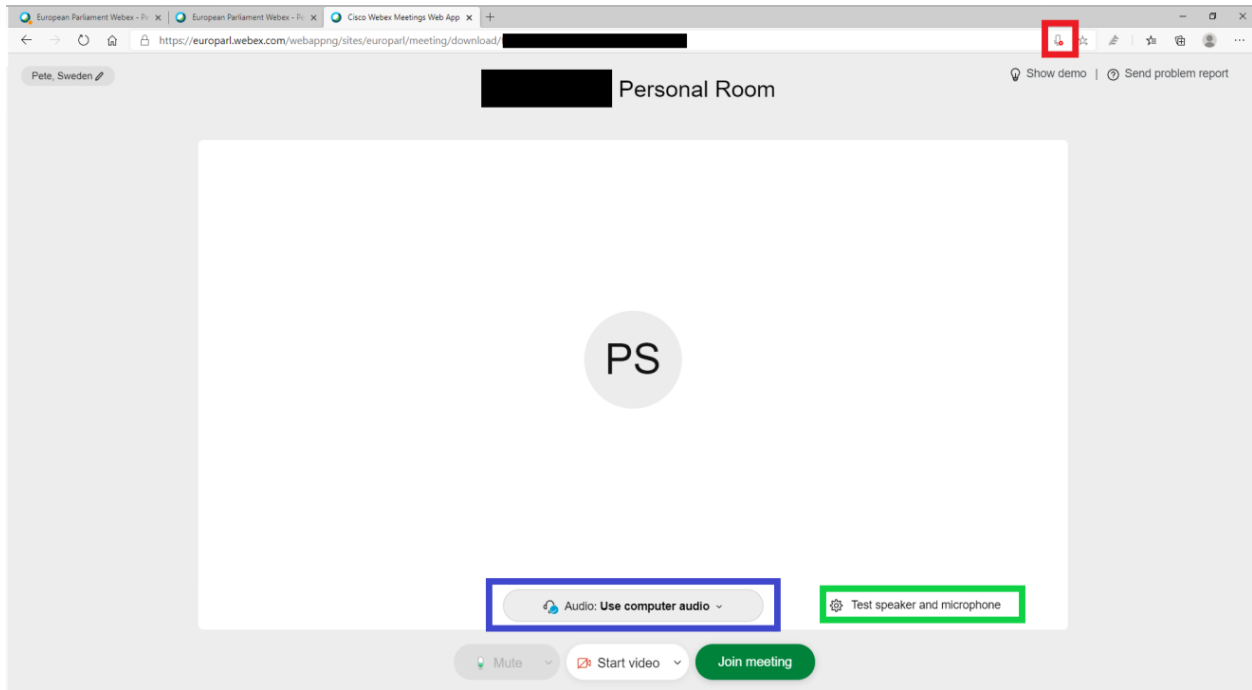 European Parliament Webex - Pe
European Parliament Webex - Pe
Cisco Webex Meetings Web App
https://europarl.webex.com/webappng/sites/europarl/meeting/download/
Pete, Sweden
Show demo | Send problem report
Personal Room
PS
Audio: Use computer audio
Test speaker and microphone
Mute
Start video
Join meeting